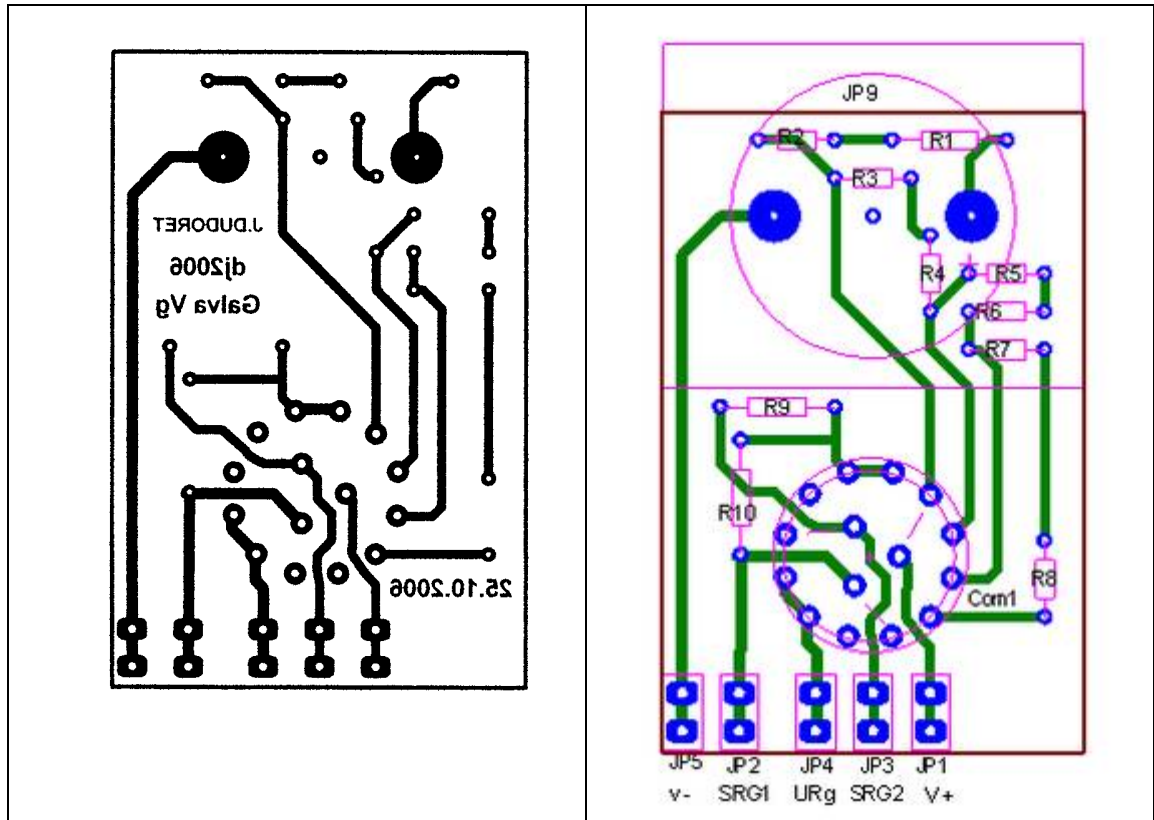 J.DUDORET
dj2006
Galva Vg
25.10.2006
JP9
R2 R1
R3
R4 R5
R6
R7
R9
R10
R8
Com1
JP5 JP2 JP4 JP3 JP1
v- SRG1 URg SRG2 V+